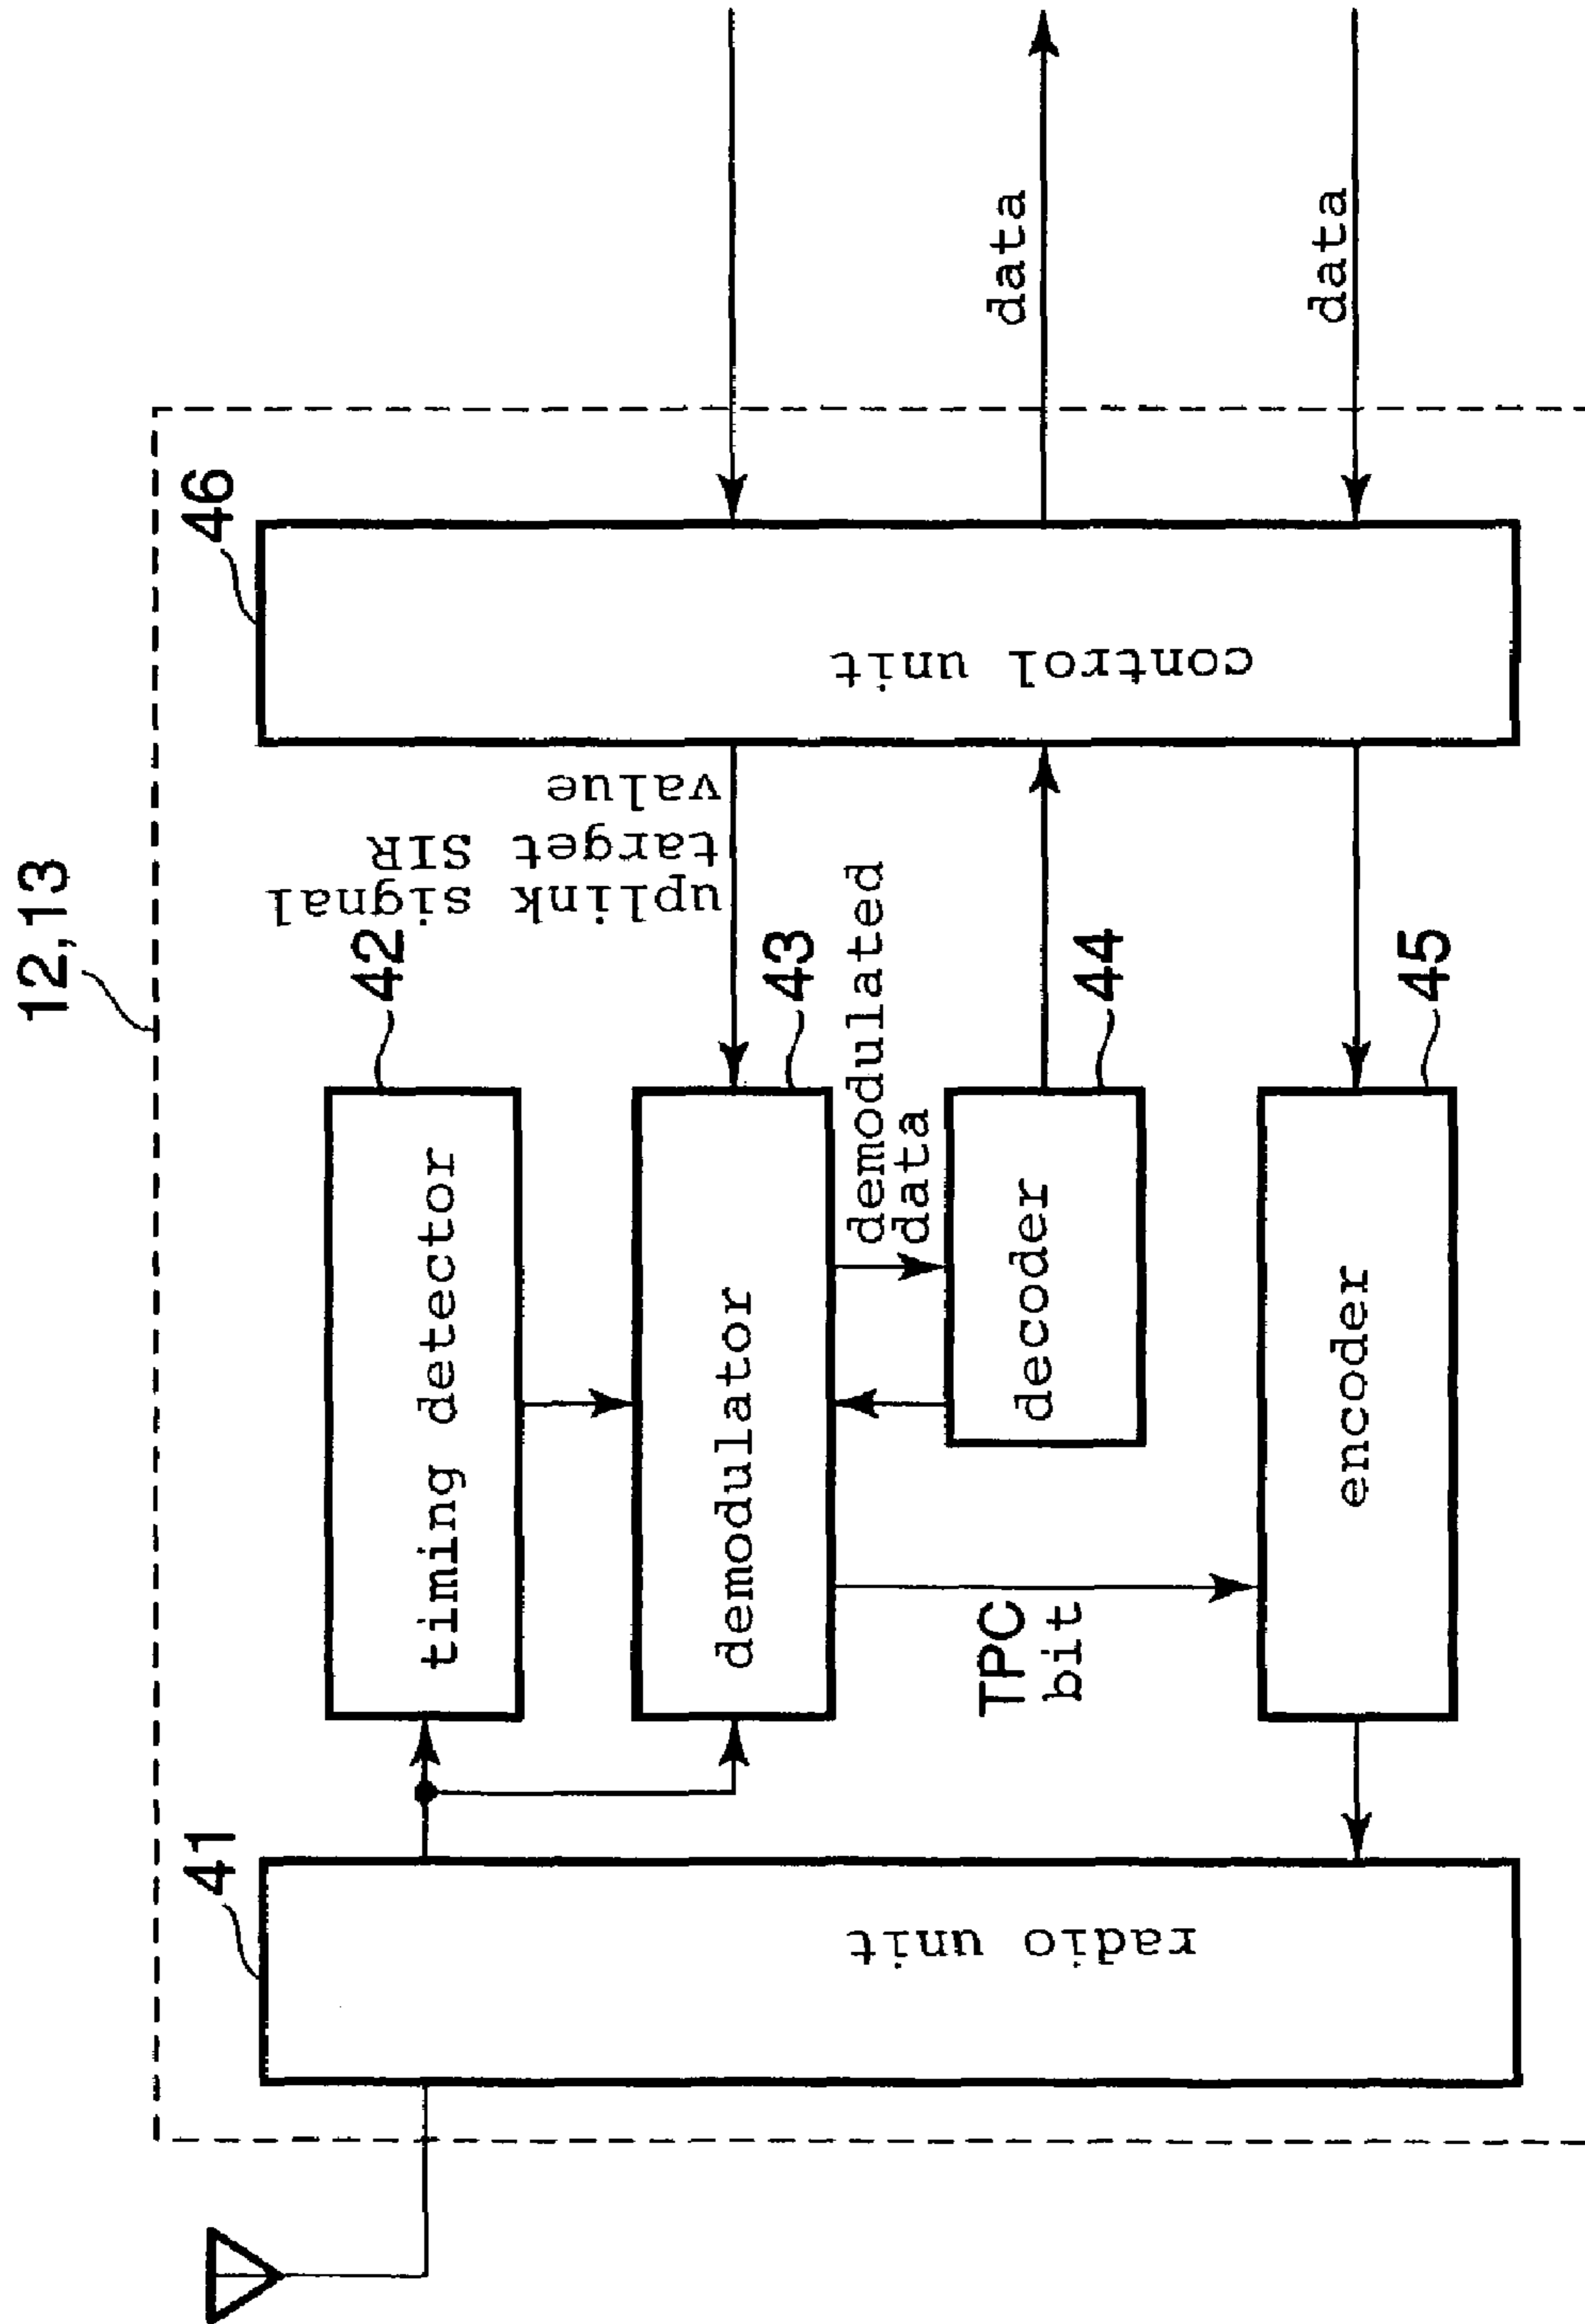 12,13
41
radio unit
42
timing detector
43
demodulator
demodulated
data
44
decoder
TPC
bit
45
encoder
uplink signal
target SIR
value
46
control unit
data
data